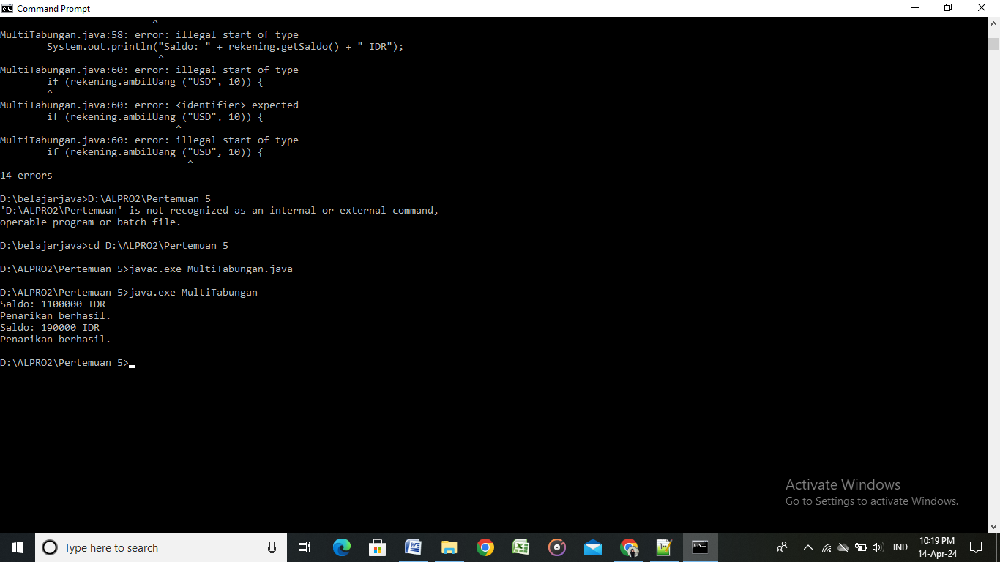 Command Prompt
^
MultiTabungan.java:58: error: illegal start of type
System.out.println("Saldo: " + rekening.getSaldo() + " IDR");
^
MultiTabungan.java:60: error: illegal start of type
if (rekening.ambilUang ("USD", 10)) {
^
MultiTabungan.java:60: error: <identifier> expected
if (rekening.ambilUang ("USD", 10)) {
^
MultiTabungan.java:60: error: illegal start of type
if (rekening.ambilUang ("USD", 10)) {
^
14 errors
D:\belajarjava>D:\ALPRO2\Pertemuan 5
'D:\ALPRO2\Pertemuan' is not recognized as an internal or external command,
operable program or batch file.
D:\belajarjava>cd D:\ALPRO2\Pertemuan 5
D:\ALPRO2\Pertemuan 5>javac.exe MultiTabungan.java
D:\ALPRO2\Pertemuan 5>java.exe MultiTabungan
Saldo: 1100000 IDR
Penarikan berhasil.
Saldo: 190000 IDR
Penarikan berhasil.
D:\ALPRO2\Pertemuan 5>
Activate Windows
Go to Settings to activate Windows.
Type here to search
IND
10:19 PM
14-Apr-24